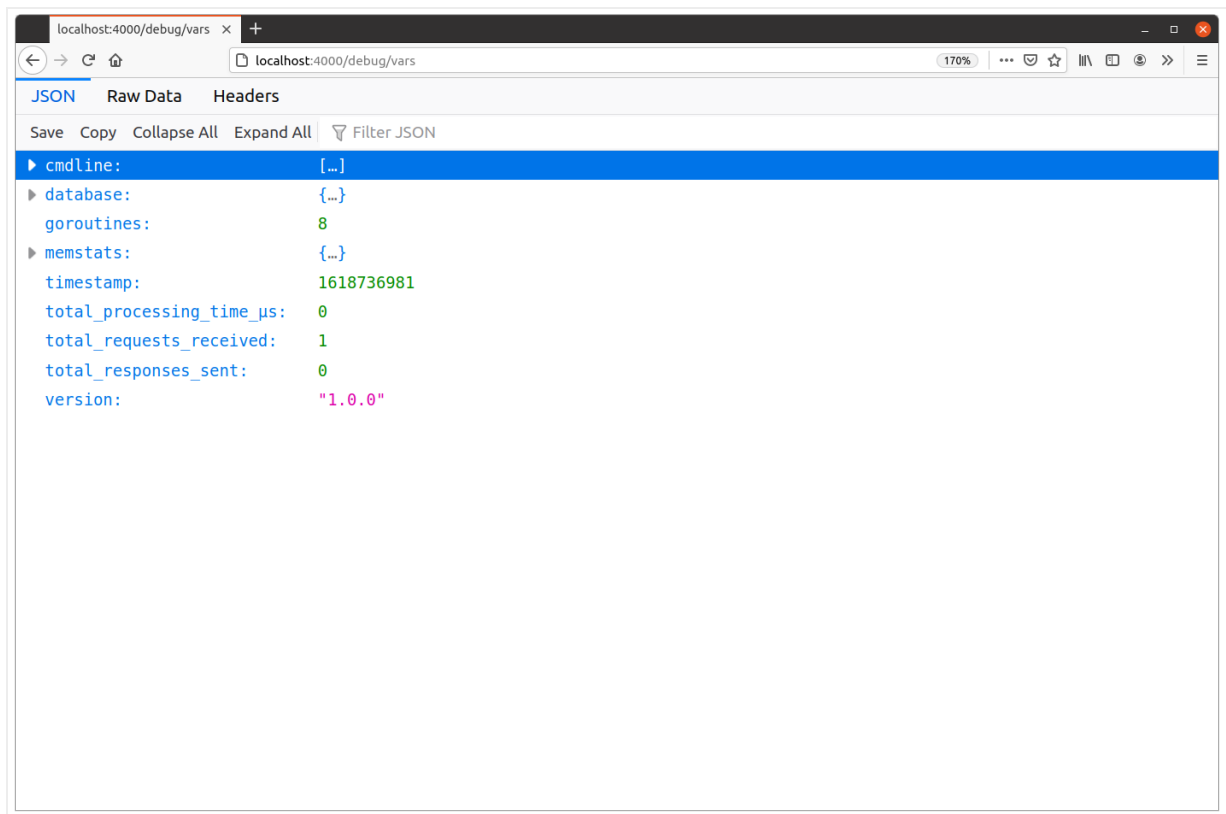 localhost:4000/debug/vars
localhost:4000/debug/vars 170%
JSON Raw Data Headers
Save Copy Collapse All Expand All Filter JSON
cmdline: […]
database: {…}
goroutines: 8
memstats: {…}
timestamp: 1618736981
total_processing_time_μs: 0
total_requests_received: 1
total_responses_sent: 0
version: "1.0.0"